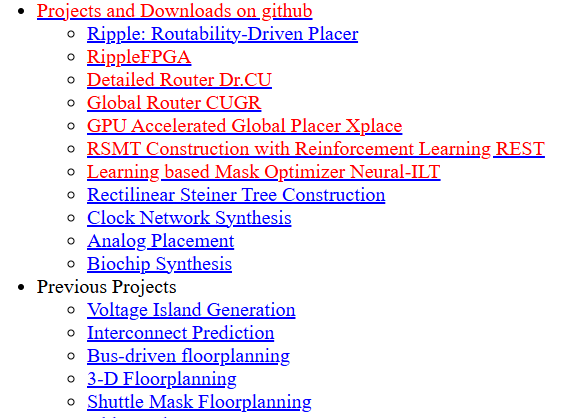 Projects and Downloads on github
Ripple: Routability-Driven Placer
RippleFPGA
Detailed Router Dr.CU
Global Router CUGR
GPU Accelerated Global Placer Xplace
RSMT Construction with Reinforcement Learning REST
Learning based Mask Optimizer Neural-ILT
Rectilinear Steiner Tree Construction
Clock Network Synthesis
Analog Placement
Biochip Synthesis
Previous Projects
Voltage Island Generation
Interconnect Prediction
Bus-driven floorplanning
3-D Floorplanning
Shuttle Mask Floorplanning